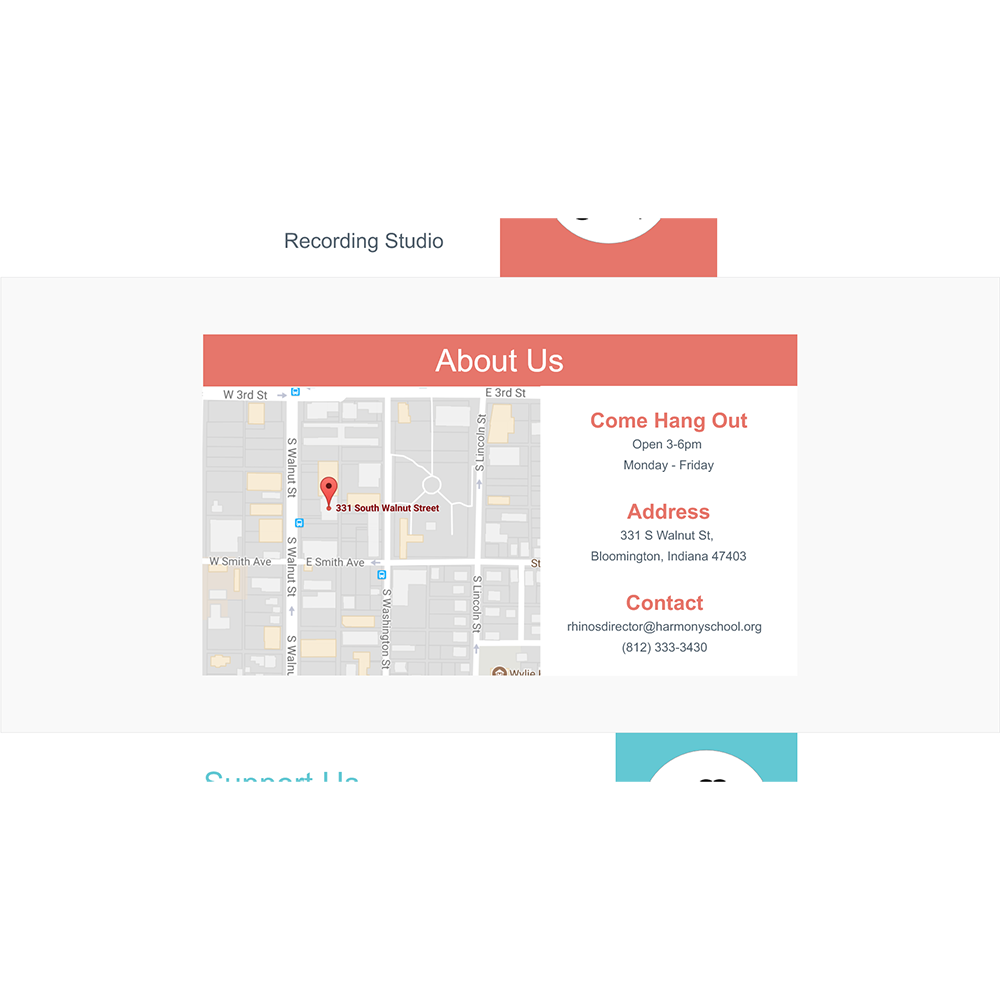 Recording Studio
About Us
W 3rd St
E 3rd St
S Walnut St
S Lincoln St
331 South Walnut Street
W Smith Ave
E Smith Ave
S Walnut St
S Washington St
S Lincoln St
St
S Walnu
Wylie
Come Hang Out
Open 3-6pm
Monday - Friday
Address
331 S Walnut St,
Bloomington, Indiana 47403
Contact
rhinosdirector@harmonyschool.org
(812) 333-3430
Support Us